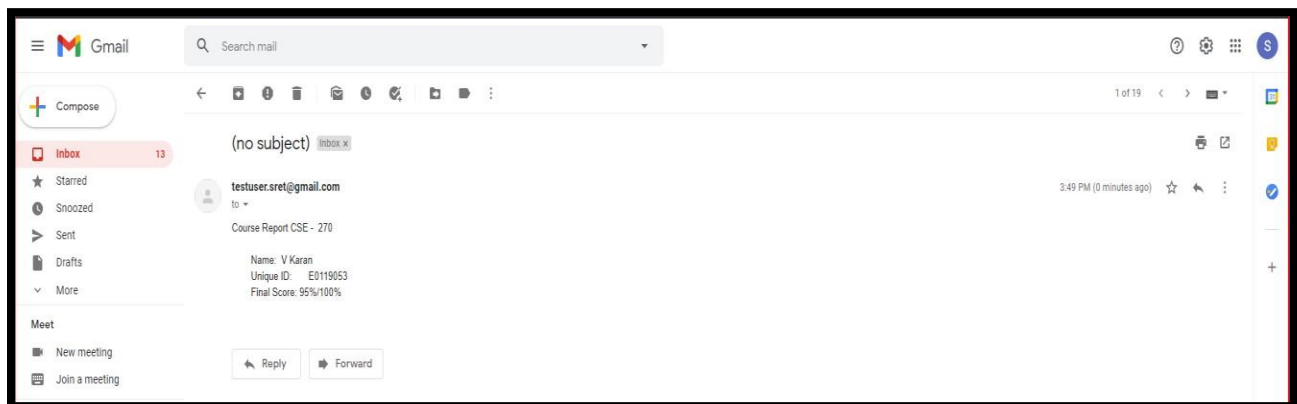 Gmail
Search mail
S
Compose
1 of 19
(no subject) Inbox x
Inbox 13
Starred
Snoozed
Sent
Drafts
More
testuser.sret@gmail.com 3:49 PM (0 minutes ago)
to
Course Report CSE - 270
Name: V Karan
Unique ID: E0119053
Final Score: 95%/100%
Meet
New meeting
Join a meeting
Reply Forward